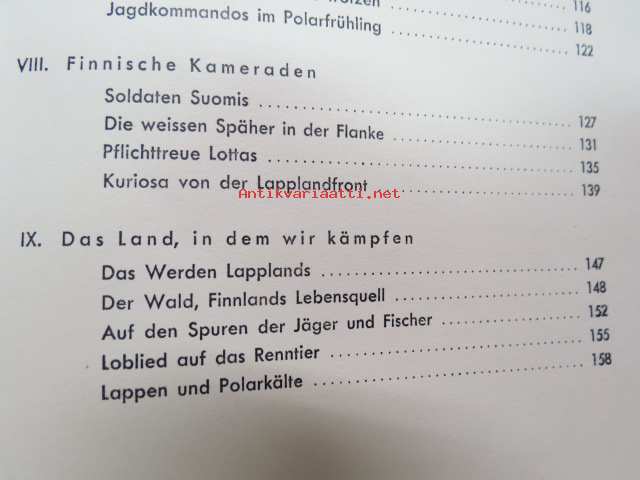 116
118
Jagdkommandos im Polarfrühling .................... 122
VIII. Finnische Kameraden
Soldaten Suomis .................... 127
Die weissen Späher in der Flanke .................... 131
Pflichttreue Lottas .................... 135
Kuriosa von der Lapplandfront .................... 139
Antikvariaatti.net
IX. Das Land, in dem wir kämpfen
Das Werden Lapplands .................... 147
Der Wald, Finnlands Lebensquell .................... 148
Auf den Spuren der Jäger und Fischer .................... 152
Loblied auf das Renntier .................... 155
Lappen und Polarkälte .................... 158